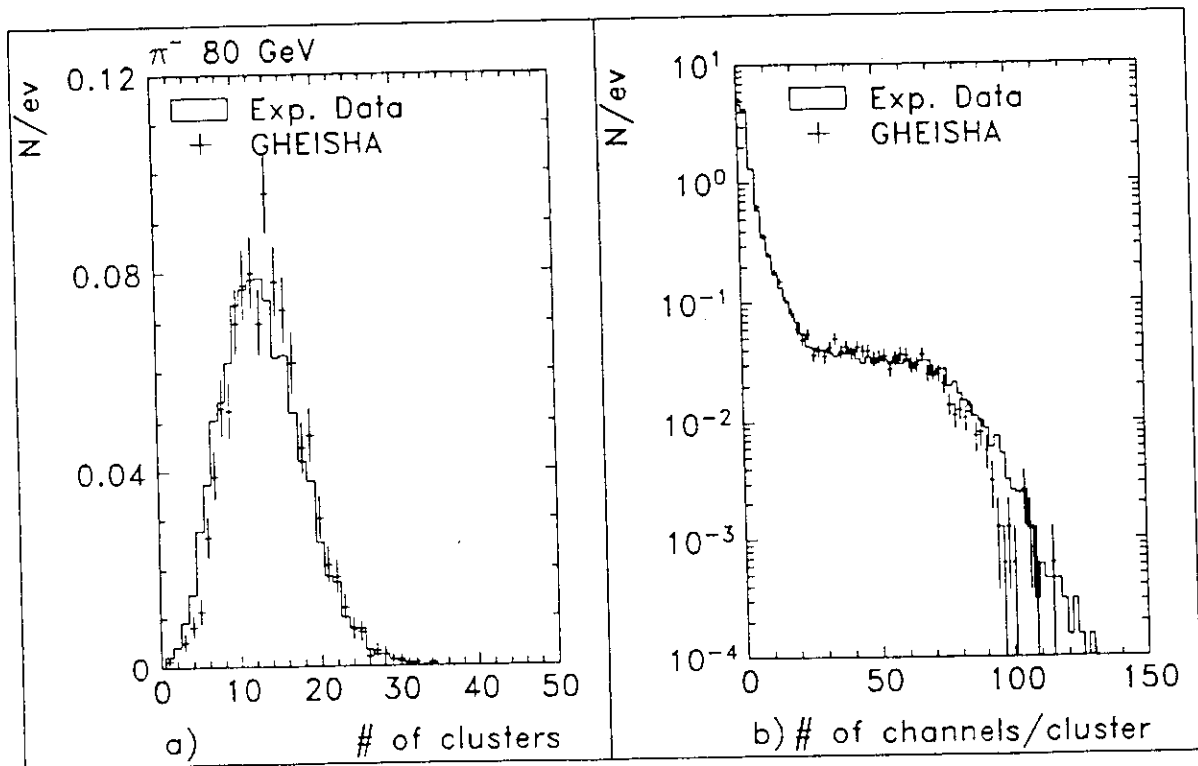 π⁻ 80 GeV
N/ev
0.12
0.08
0.04
0
Exp. Data
GHEISHA
0 10 20 30 40 50
a) # of clusters
N/ev
10¹
10⁰
10⁻¹
10⁻²
10⁻³
10⁻⁴
Exp. Data
GHEISHA
0 50 100 150
b) # of channels/cluster